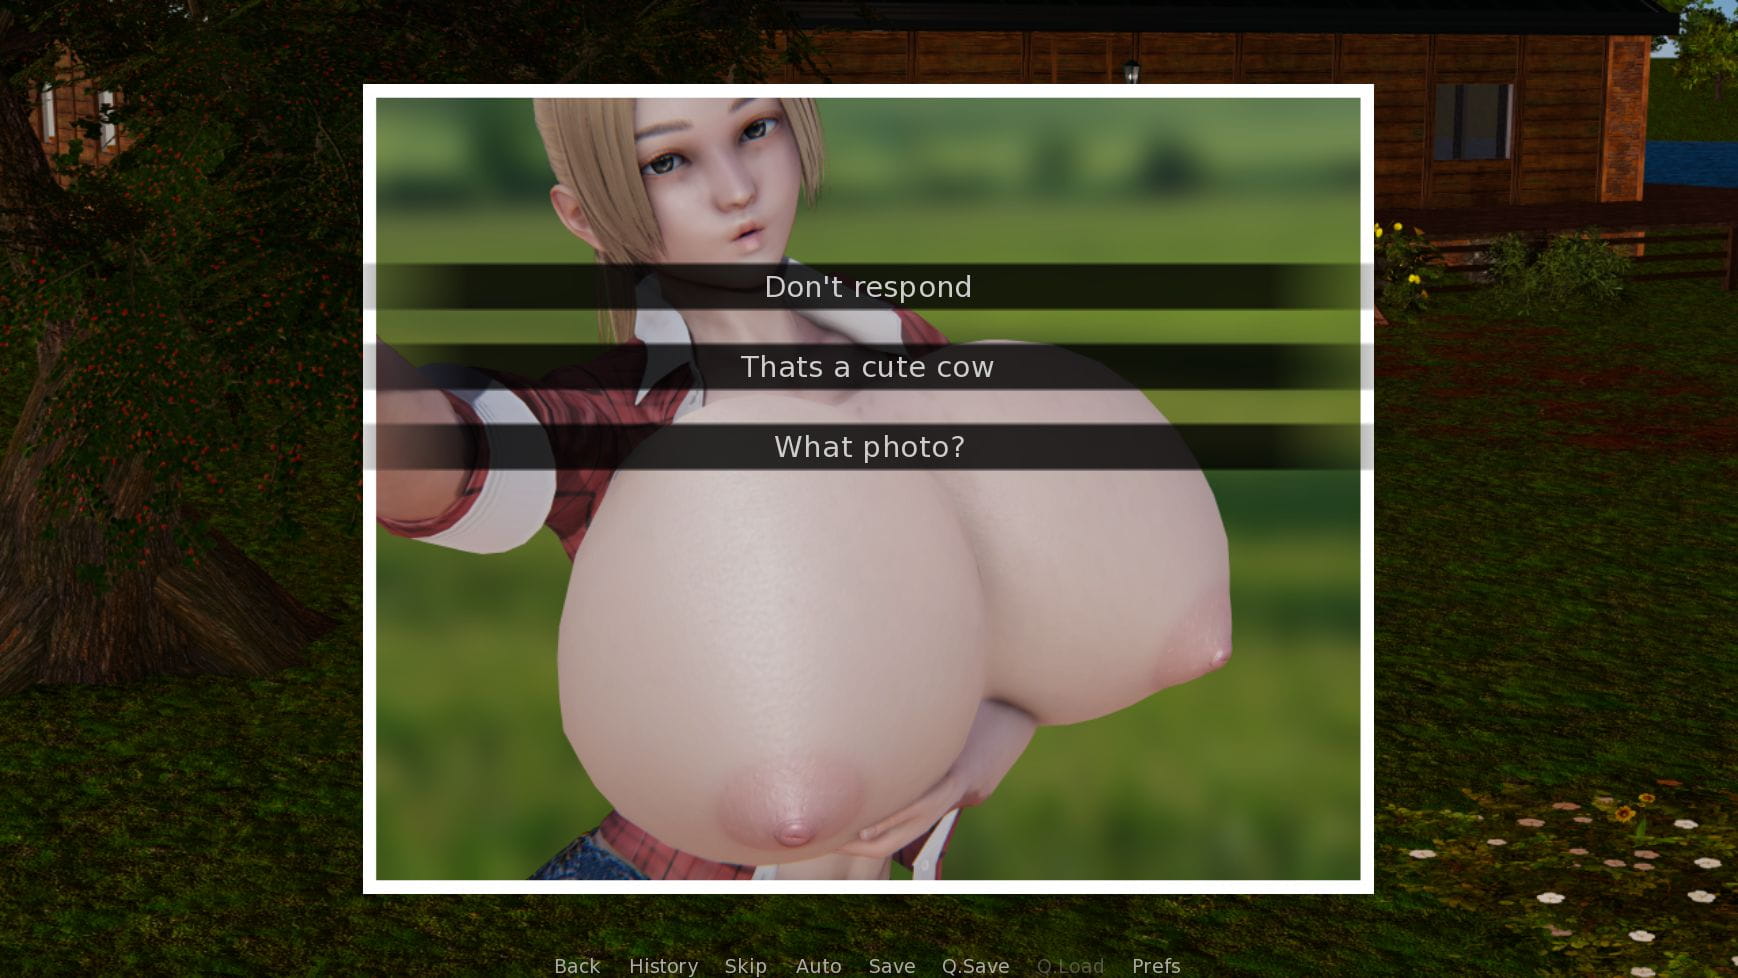 Don't respond
Thats a cute cow
What photo?
Back History Skip Auto Save Q.Save Q.Load Prefs